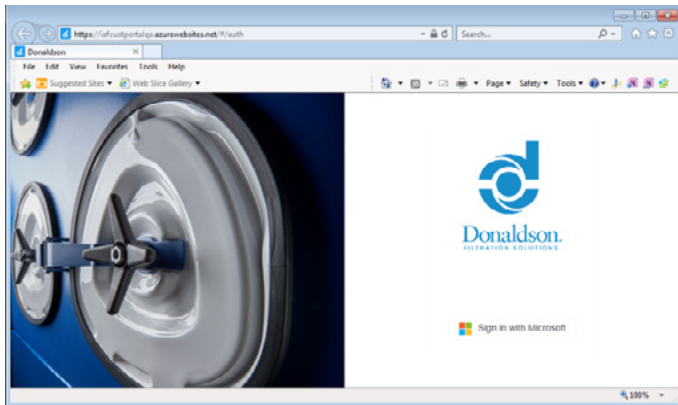 https://iafcustportalqa.azurewebsites.net/#/auth
Search...
Donaldson
File Edit View Favorites Tools Help
Suggested Sites Web Slice Gallery
Page Safety Tools
Donaldson.
FILTRATION SOLUTIONS
Sign in with Microsoft
100%